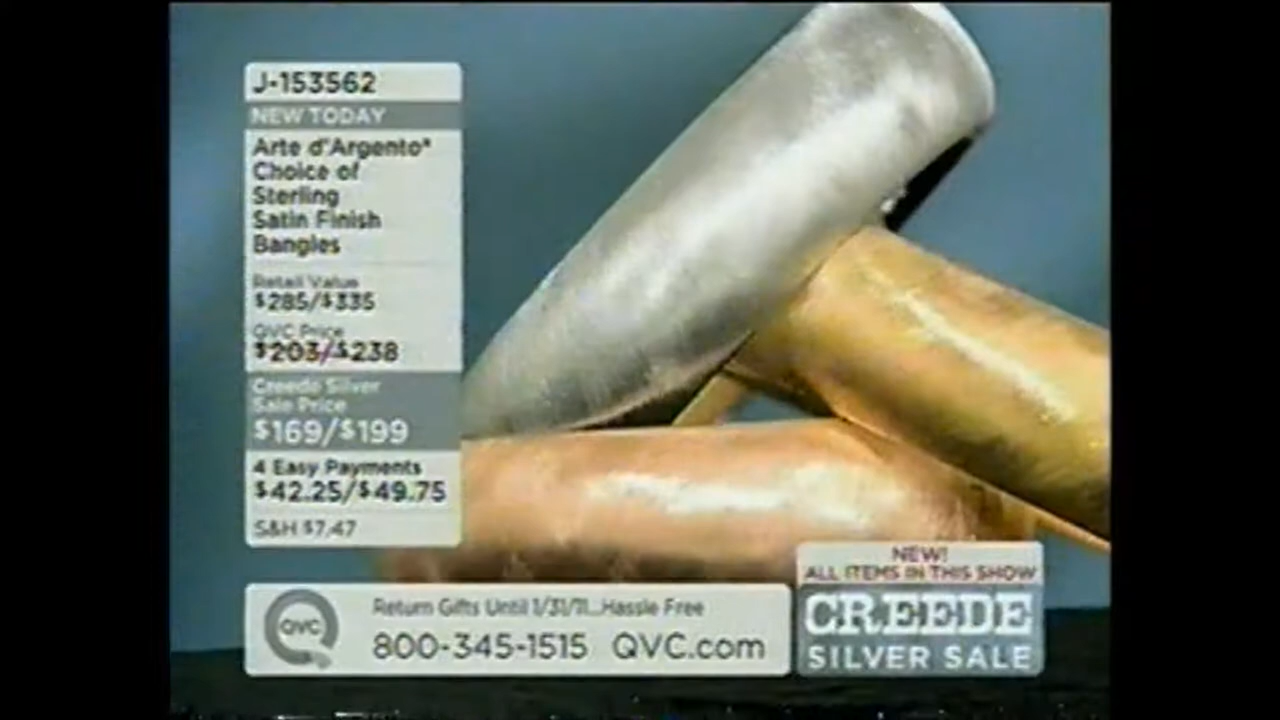 J-153562
NEW TODAY
Arte d'Argento®
Choice of
Sterling
Satin Finish
Bangles
Retail Value
$285/$335
QVC Price
$203/$238
Creede Silver
Sale Price
$169/$199
4 Easy Payments
$42.25/$49.75
S&H $7.47
QVC
Return Gifts Until 1/31/11...Hassle Free
800-345-1515 QVC.com
NEW!
ALL ITEMS IN THIS SHOW
CREEDE
SILVER SALE